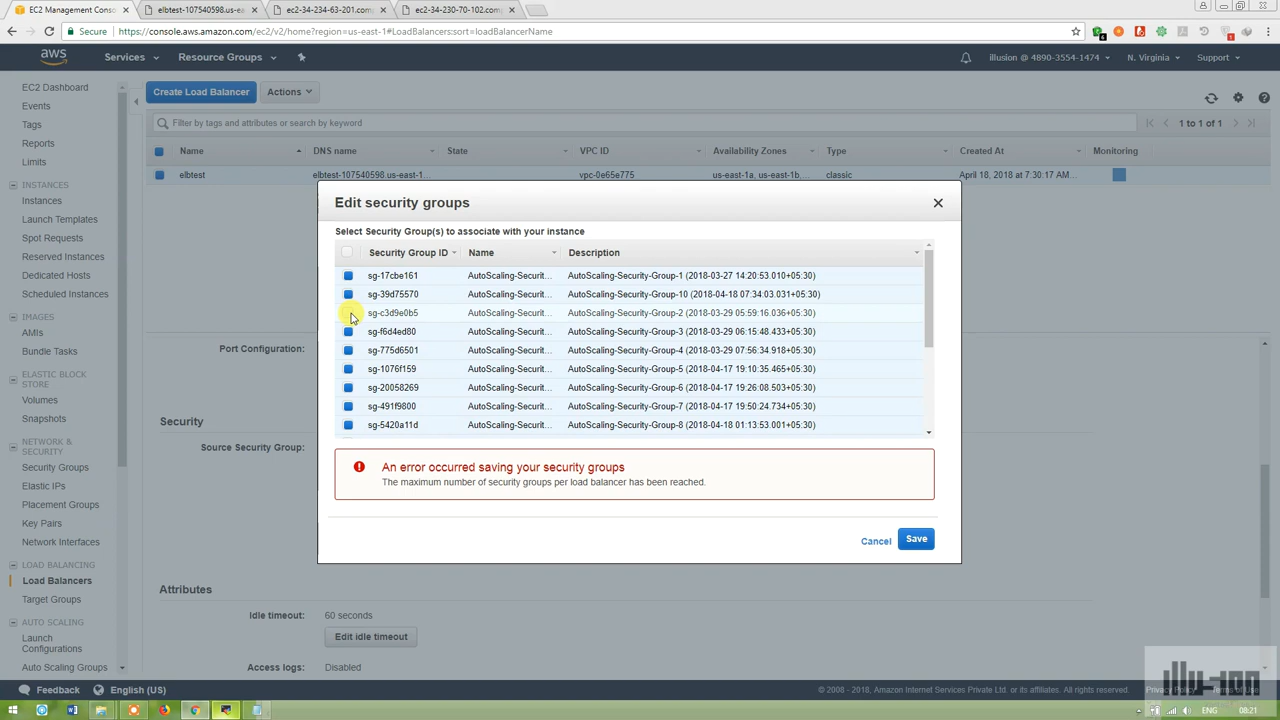 EC2 Management Conso
elbtest-107540598.us-ea
ec2-34-234-63-201.com
ec2-34-230-70-102.com
Secure
https://console.aws.amazon.com/ec2/v2/home?region=us-east-1#LoadBalancers:sort=loadBalancerName
aws
Services
Resource Groups
illusion @ 4890-3554-1474
N. Virginia
Support
EC2 Dashboard
Events
Tags
Reports
Limits
INSTANCES
Instances
Launch Templates
Spot Requests
Reserved Instances
Dedicated Hosts
Scheduled Instances
IMAGES
AMIs
Bundle Tasks
ELASTIC BLOCK
STORE
Volumes
Snapshots
NETWORK &
SECURITY
Security Groups
Elastic IPs
Placement Groups
Key Pairs
Network Interfaces
LOAD BALANCING
Load Balancers
Target Groups
AUTO SCALING
Launch
Configurations
Auto Scaling Groups
Create Load Balancer
Actions
Filter by tags and attributes or search by keyword
1 to 1 of 1
Name DNS name State VPC ID Availability Zones Type Created At Monitoring
elbtest elbtest-107540598.us-east-1... vpc-0e65e775 us-east-1a, us-east-1b,... classic April 18, 2018 at 7:30:17 AM...
Edit security groups
Select Security Group(s) to associate with your instance
Security Group ID Name Description
sg-17cbe161 AutoScaling-Securit... AutoScaling-Security-Group-1 (2018-03-27 14:20:53.010+05:30)
sg-39d75570 AutoScaling-Securit... AutoScaling-Security-Group-10 (2018-04-18 07:34:03.031+05:30)
sg-c3d9e0b5 AutoScaling-Securit... AutoScaling-Security-Group-2 (2018-03-29 05:59:16.036+05:30)
sg-f6d4ed80 AutoScaling-Securit... AutoScaling-Security-Group-3 (2018-03-29 06:15:48.433+05:30)
sg-775d6501 AutoScaling-Securit... AutoScaling-Security-Group-4 (2018-03-29 07:56:34.918+05:30)
sg-1076f159 AutoScaling-Securit... AutoScaling-Security-Group-5 (2018-04-17 19:10:35.465+05:30)
sg-20058269 AutoScaling-Securit... AutoScaling-Security-Group-6 (2018-04-17 19:26:08.503+05:30)
sg-491f9800 AutoScaling-Securit... AutoScaling-Security-Group-7 (2018-04-17 19:50:24.734+05:30)
sg-5420a11d AutoScaling-Securit... AutoScaling-Security-Group-8 (2018-04-18 01:13:53.001+05:30)
An error occurred saving your security groups
The maximum number of security groups per load balancer has been reached.
Cancel
Save
Port Configuration:
Security
Source Security Group:
Attributes
Idle timeout: 60 seconds
Edit idle timeout
Access logs: Disabled
Feedback
English (US)
© 2008 - 2018, Amazon Internet Services Private Ltd. or its affiliates. All rights reserved.
Privacy Policy
Terms of Use
ENG
08:21